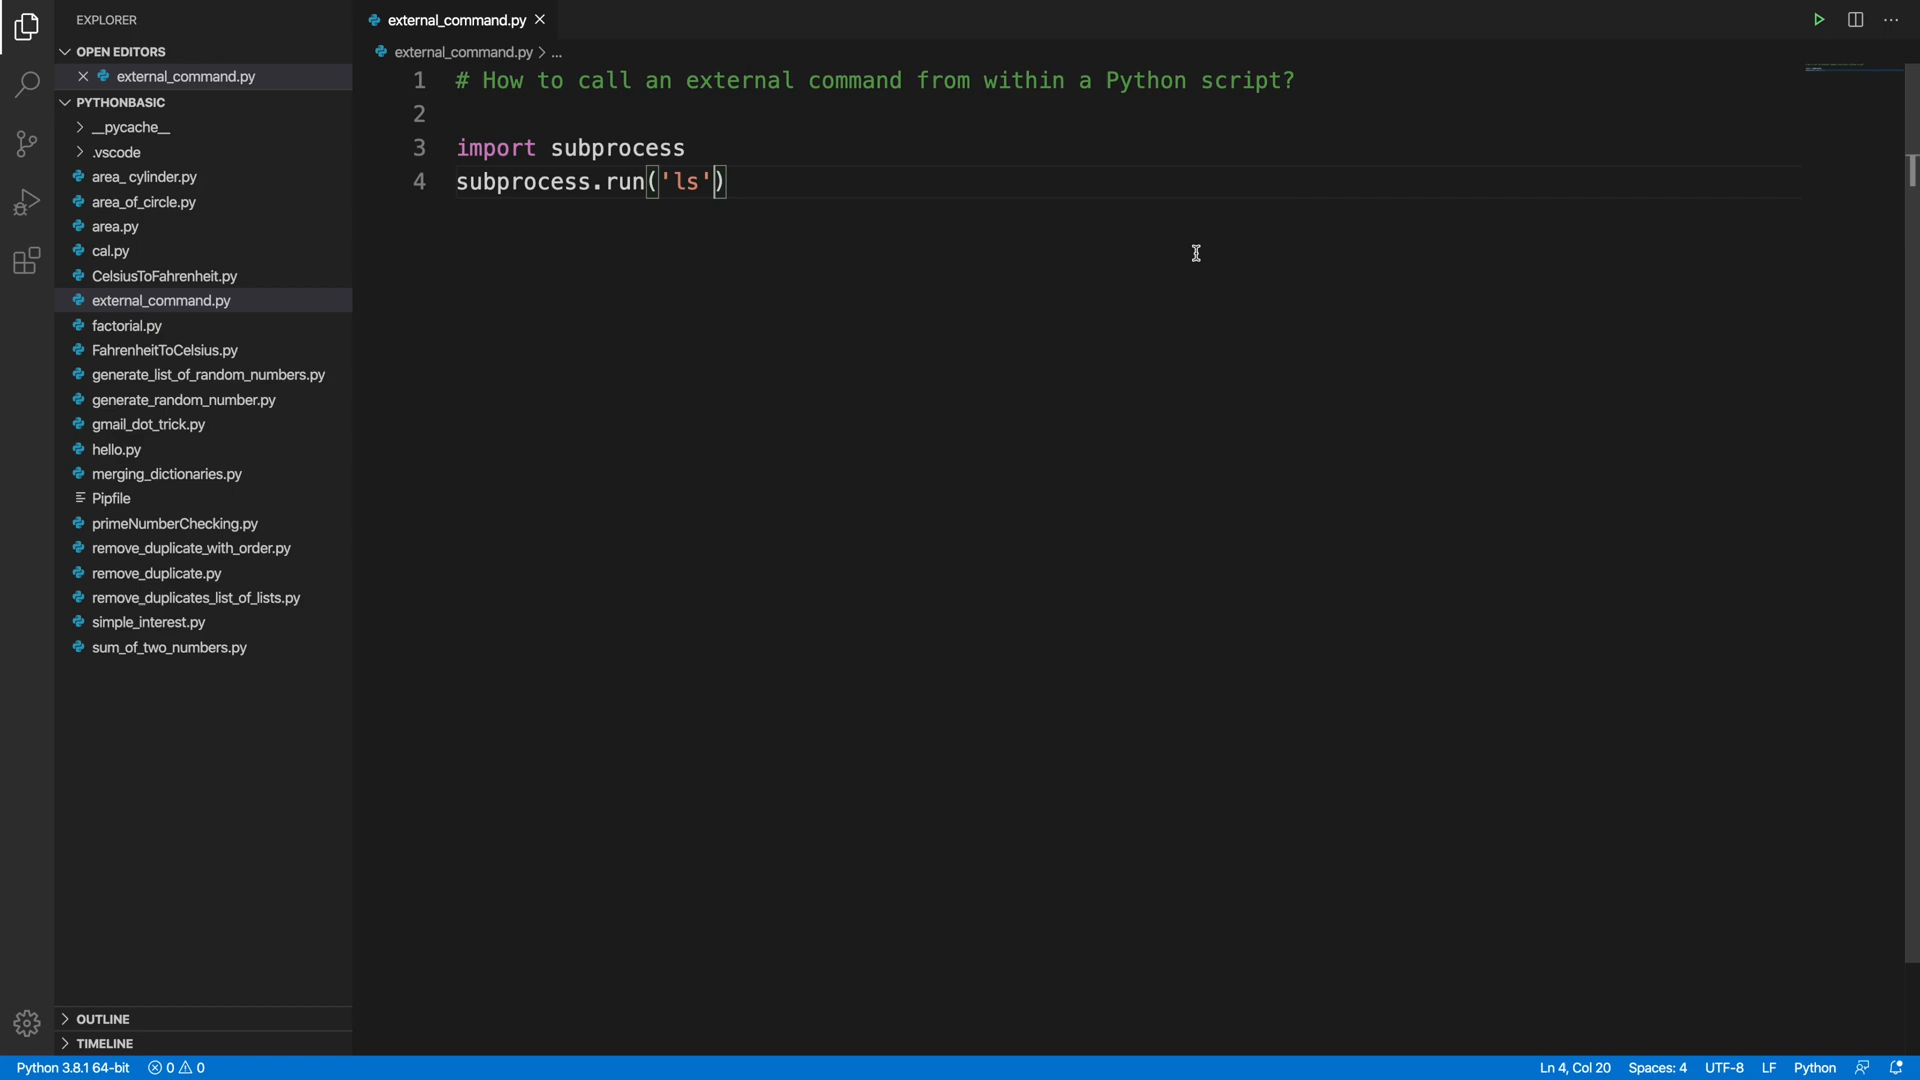 EXPLORER
OPEN EDITORS
external_command.py
PYTHONBASIC
__pycache__
.vscode
area_ cylinder.py
area_of_circle.py
area.py
cal.py
CelsiusToFahrenheit.py
external_command.py
factorial.py
FahrenheitToCelsius.py
generate_list_of_random_numbers.py
generate_random_number.py
gmail_dot_trick.py
hello.py
merging_dictionaries.py
Pipfile
primeNumberChecking.py
remove_duplicate_with_order.py
remove_duplicate.py
remove_duplicates_list_of_lists.py
simple_interest.py
sum_of_two_numbers.py
OUTLINE
TIMELINE
external_command.py
external_command.py > ...
1 # How to call an external command from within a Python script?
2
3 import subprocess
4 subprocess.run('ls')
Python 3.8.1 64-bit 0 0 Ln 4, Col 20 Spaces: 4 UTF-8 LF Python